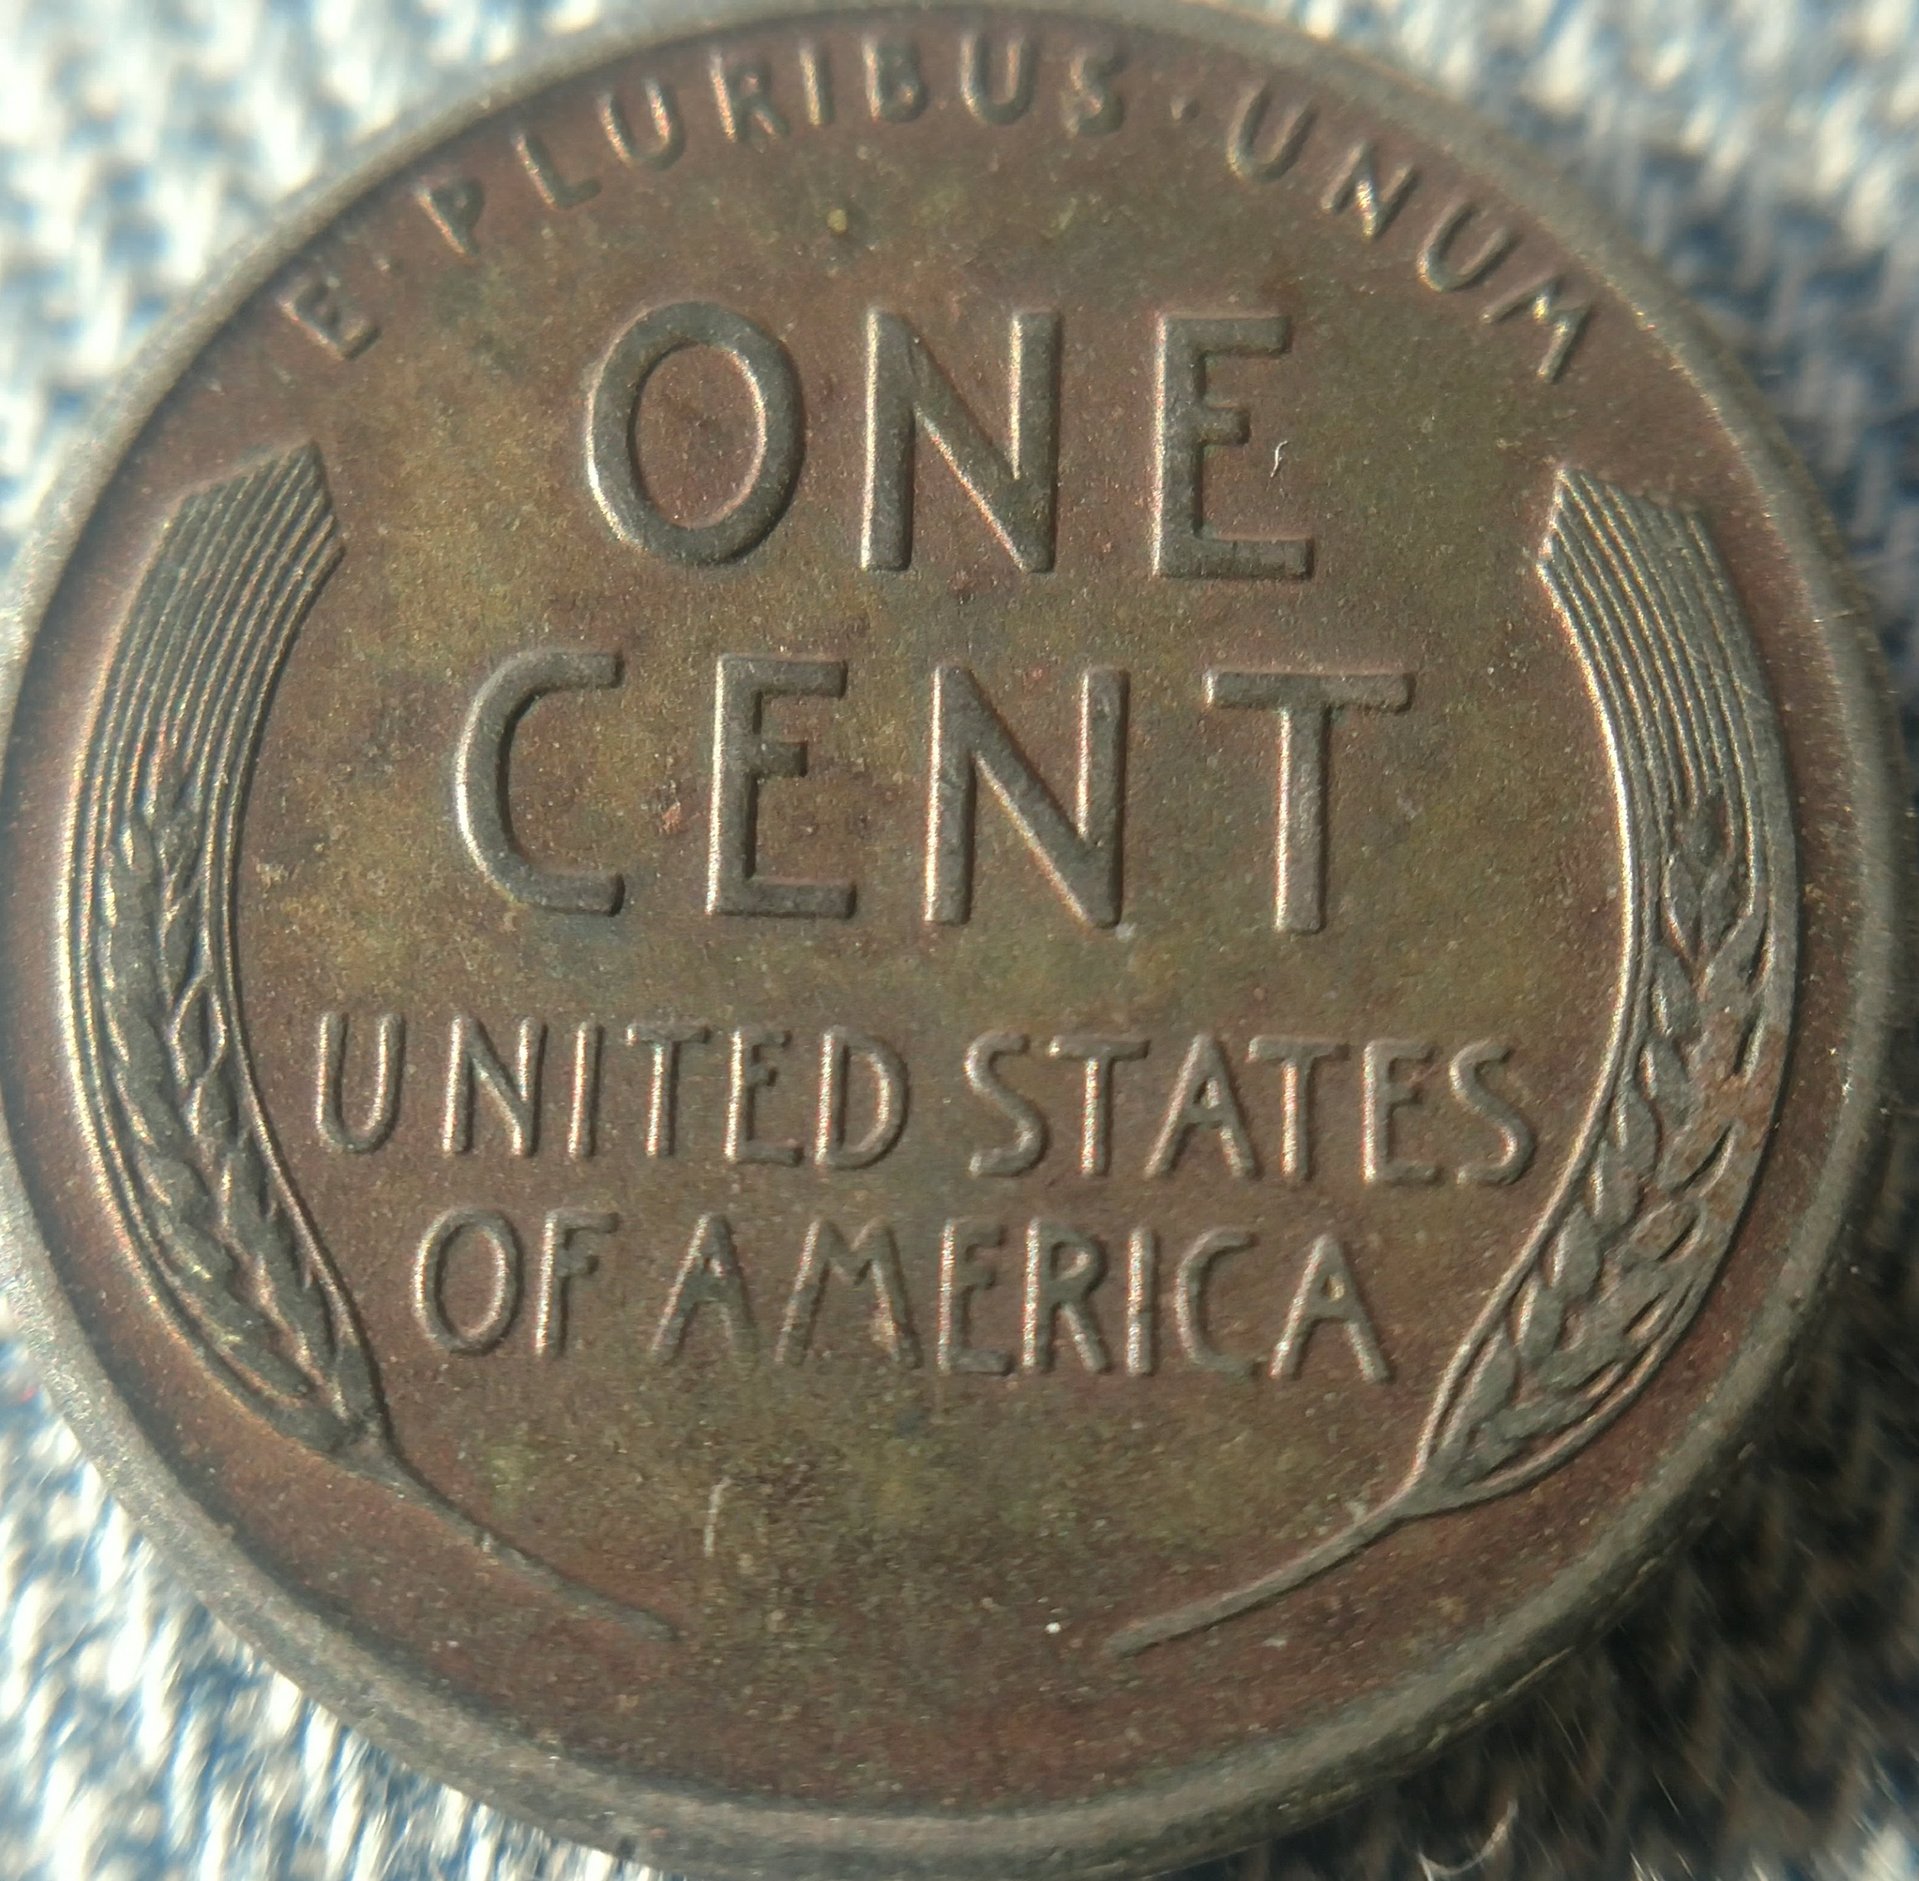 E · PLURIBUS · UNUM
ONE
CENT
UNITED STATES
OF AMERICA